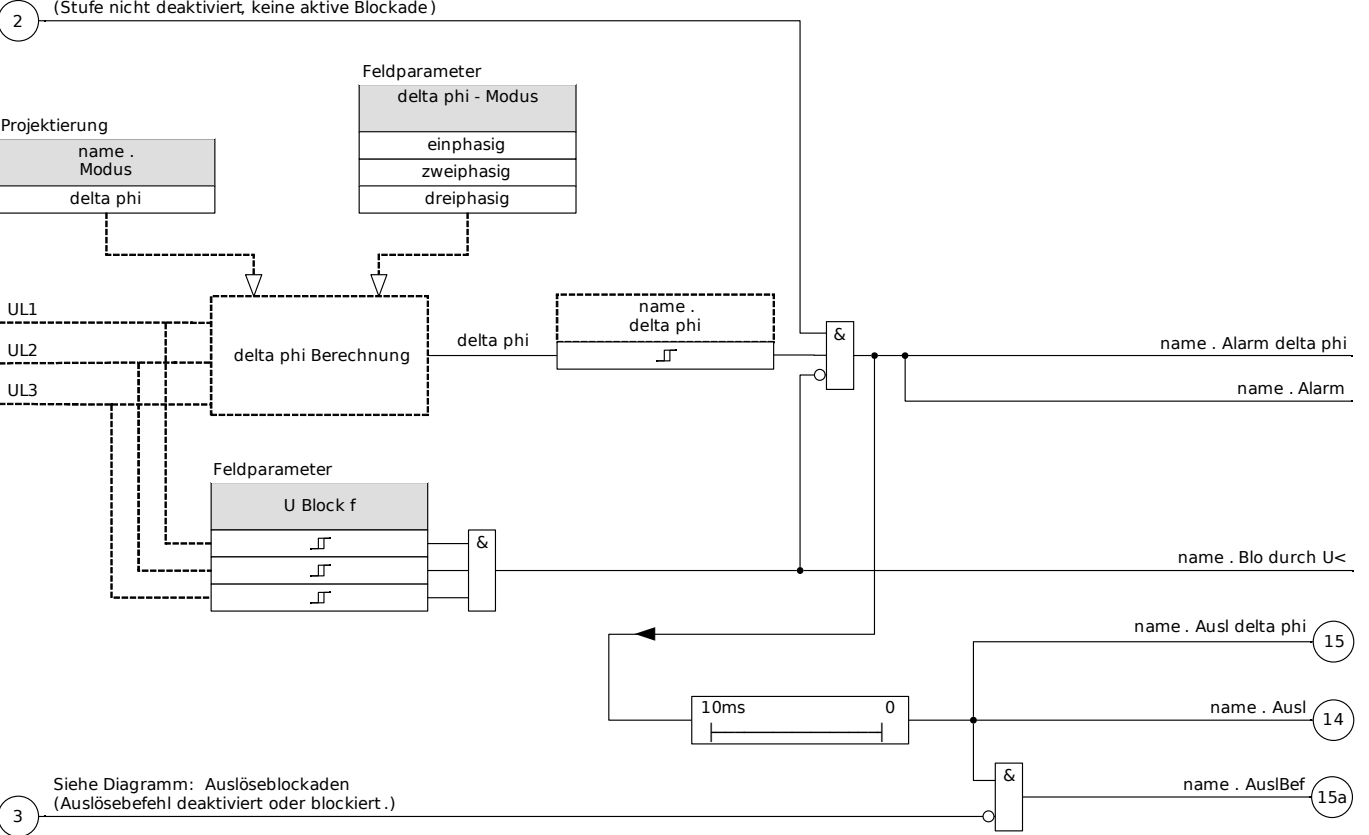 (Stufe nicht deaktiviert, keine aktive Blockade)
2
Feldparameter
delta phi - Modus
einphasig
zweiphasig
dreiphasig
Projektierung
name .
Modus
delta phi
UL1
UL2
UL3
delta phi Berechnung
delta phi
name .
delta phi
&
name . Alarm delta phi
name . Alarm
Feldparameter
U Block f
&
name . Blo durch U<
name . Ausl delta phi
15
10ms 0
name . Ausl
14
&
name . AuslBef
15a
Siehe Diagramm: Auslöseblockaden
(Auslösebefehl deaktiviert oder blockiert.)
3